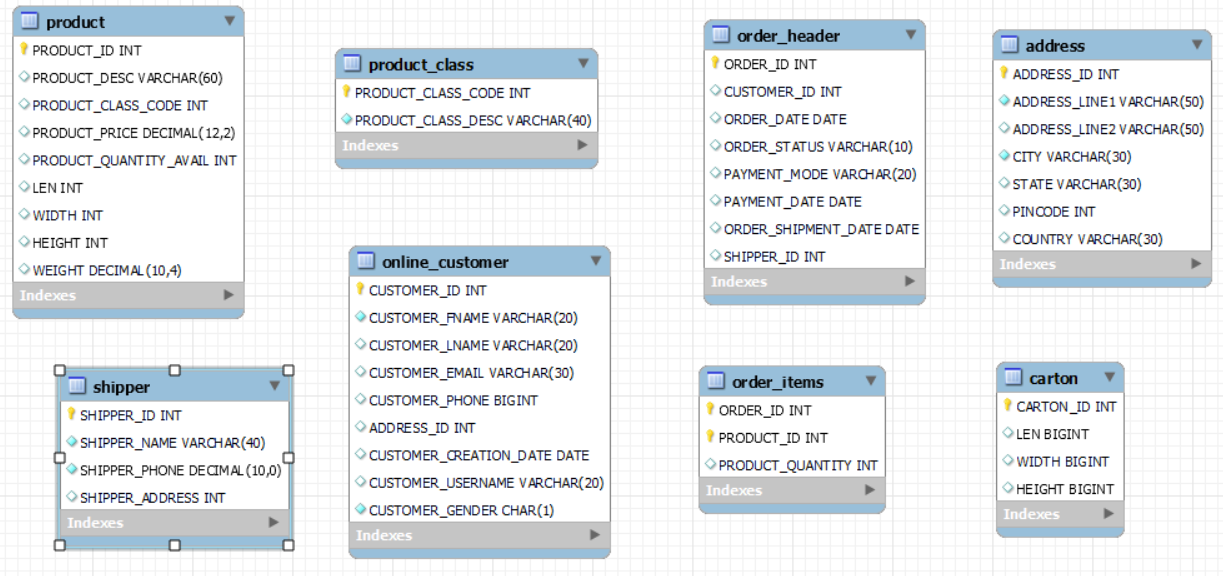 product
PRODUCT_ID INT
PRODUCT_DESC VARCHAR(60)
PRODUCT_CLASS_CODE INT
PRODUCT_PRICE DECIMAL(12,2)
PRODUCT_QUANTITY_AVAIL INT
LEN INT
WIDTH INT
HEIGHT INT
WEIGHT DECIMAL(10,4)
Indexes
product_class
PRODUCT_CLASS_CODE INT
PRODUCT_CLASS_DESC VARCHAR(40)
Indexes
order_header
ORDER_ID INT
CUSTOMER_ID INT
ORDER_DATE DATE
ORDER_STATUS VARCHAR(10)
PAYMENT_MODE VARCHAR(20)
PAYMENT_DATE DATE
ORDER_SHIPMENT_DATE DATE
SHIPPER_ID INT
Indexes
address
ADDRESS_ID INT
ADDRESS_LINE1 VARCHAR(50)
ADDRESS_LINE2 VARCHAR(50)
CITY VARCHAR(30)
STATE VARCHAR(30)
PINCODE INT
COUNTRY VARCHAR(30)
Indexes
shipper
SHIPPER_ID INT
SHIPPER_NAME VARCHAR(40)
SHIPPER_PHONE DECIMAL(10,0)
SHIPPER_ADDRESS INT
Indexes
online_customer
CUSTOMER_ID INT
CUSTOMER_FNAME VARCHAR(20)
CUSTOMER_LNAME VARCHAR(20)
CUSTOMER_EMAIL VARCHAR(30)
CUSTOMER_PHONE BIGINT
ADDRESS_ID INT
CUSTOMER_CREATION_DATE DATE
CUSTOMER_USERNAME VARCHAR(20)
CUSTOMER_GENDER CHAR(1)
Indexes
order_items
ORDER_ID INT
PRODUCT_ID INT
PRODUCT_QUANTITY INT
Indexes
carton
CARTON_ID INT
LEN BIGINT
WIDTH BIGINT
HEIGHT BIGINT
Indexes